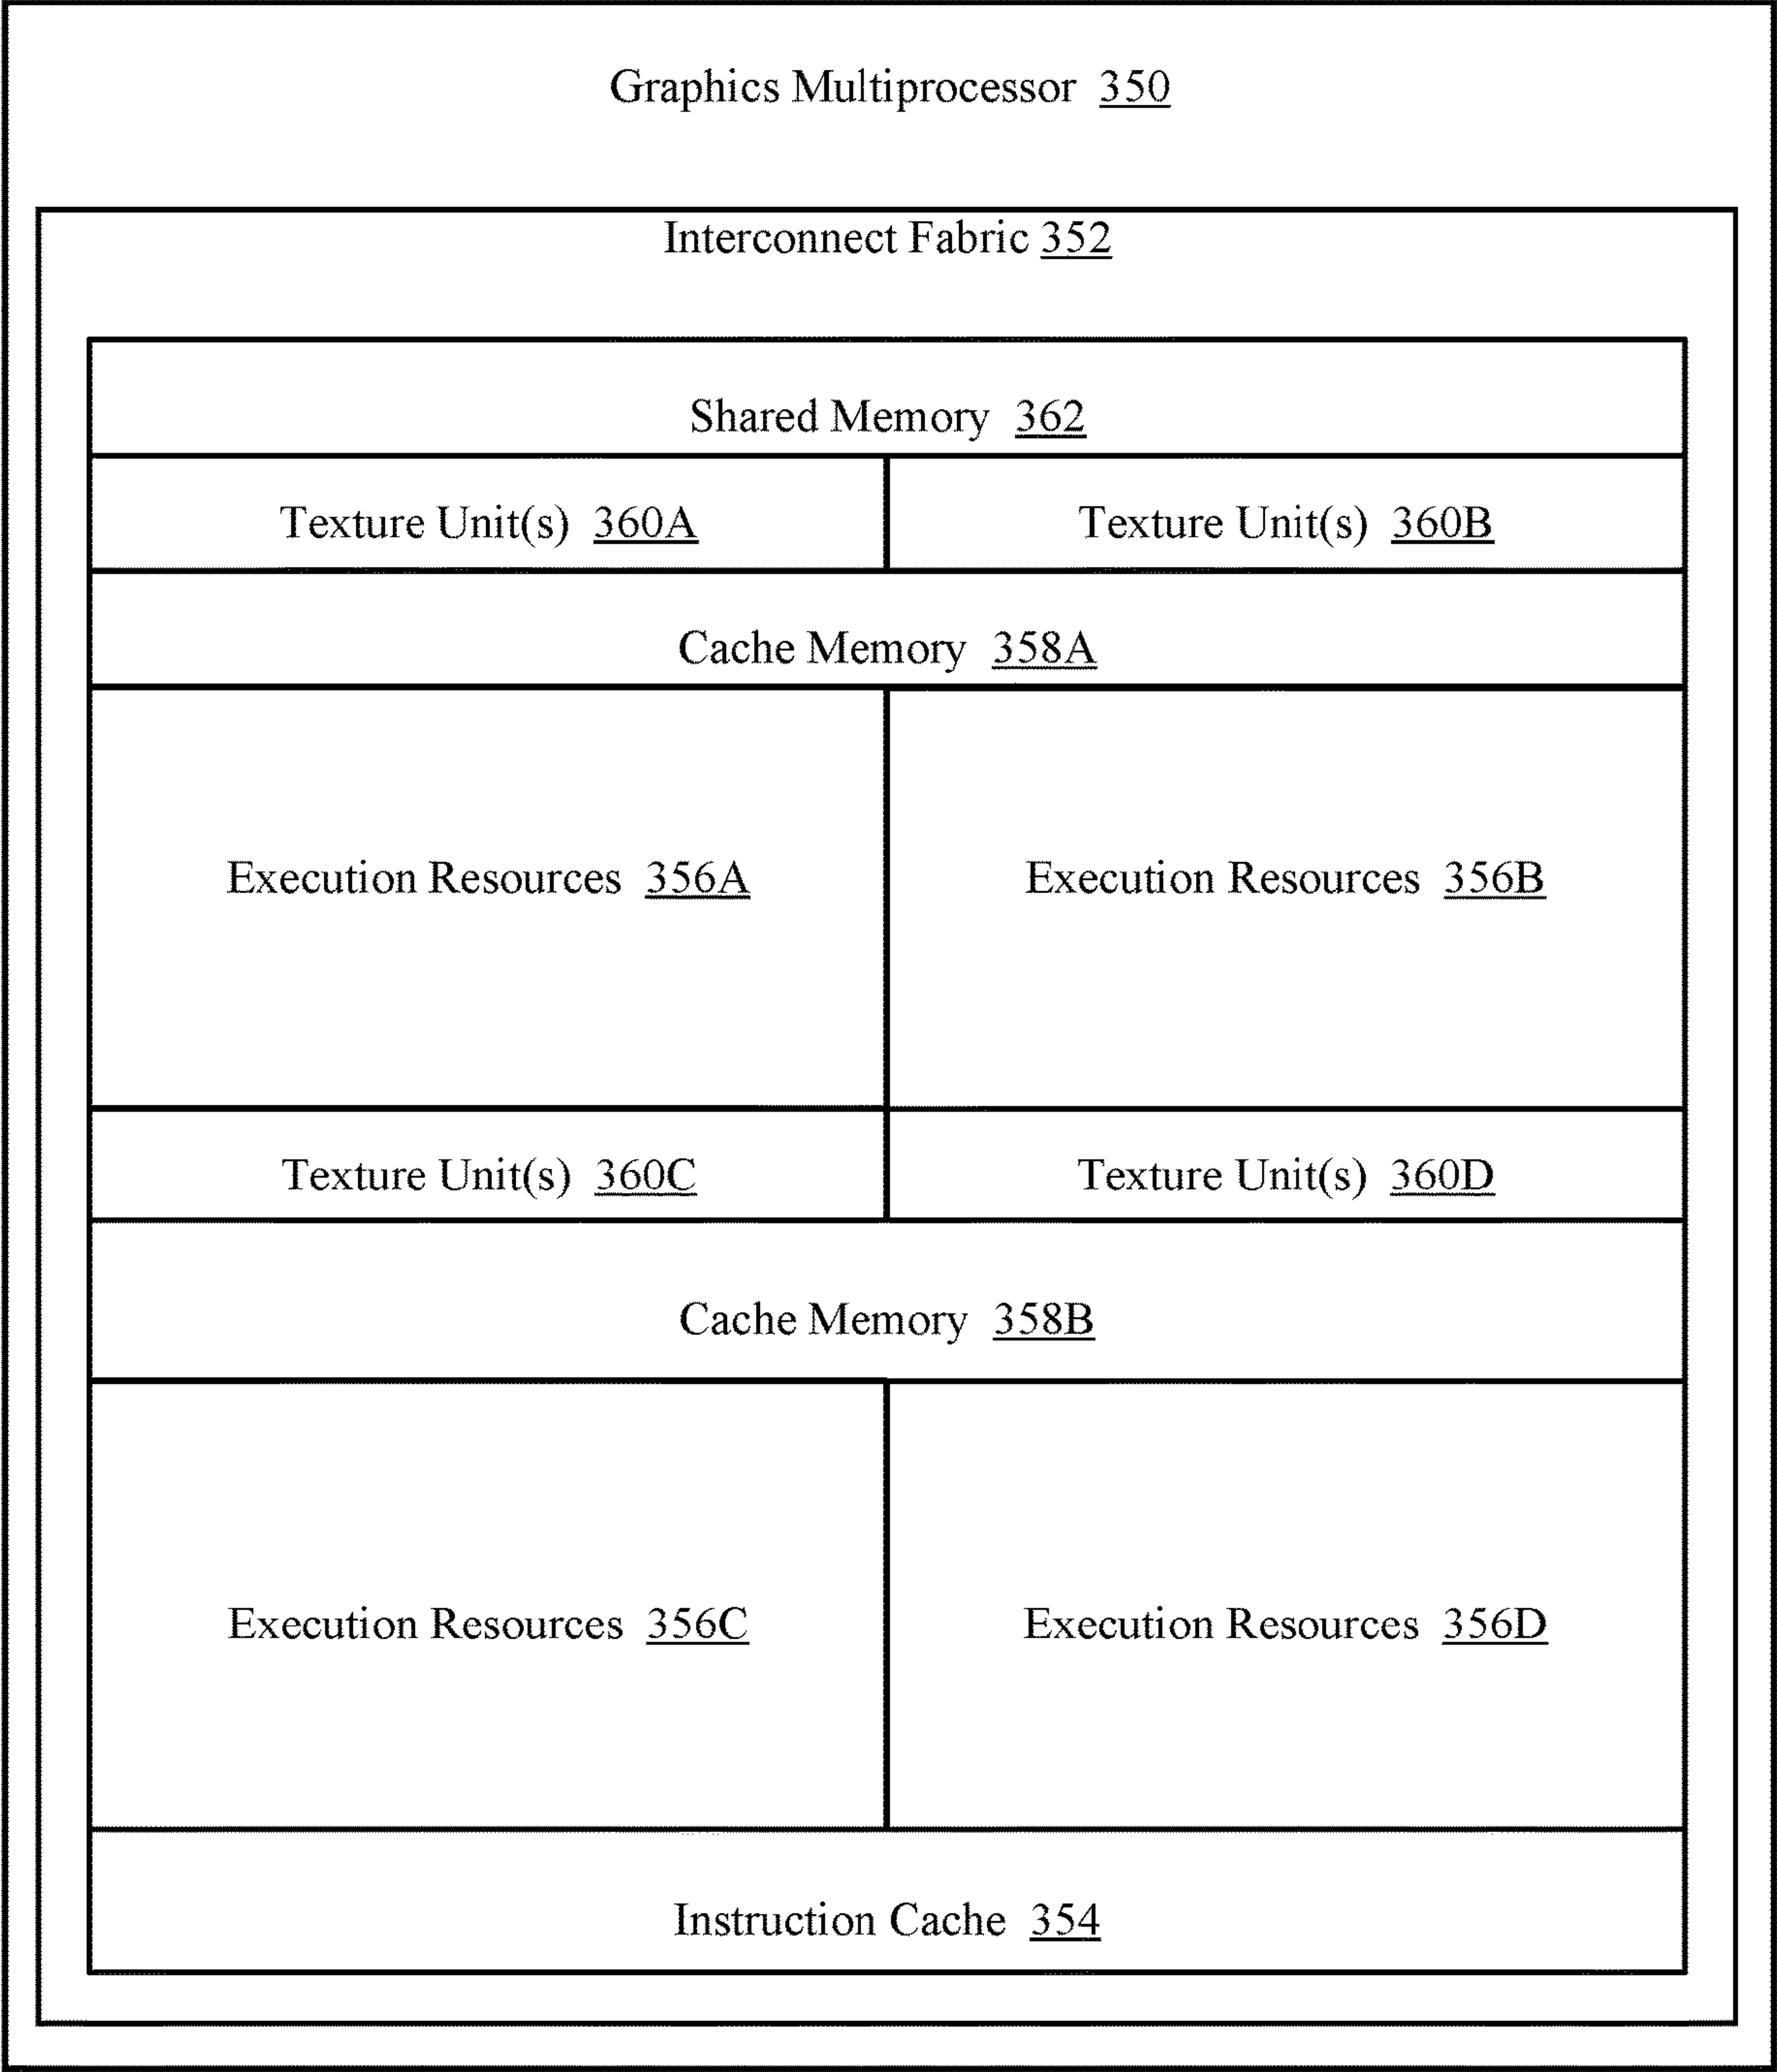 Graphics Multiprocessor 350
Interconnect Fabric 352
Shared Memory 362
Texture Unit(s) 360A
Texture Unit(s) 360B
Cache Memory 358A
Execution Resources 356A
Execution Resources 356B
Texture Unit(s) 360C
Texture Unit(s) 360D
Cache Memory 358B
Execution Resources 356C
Execution Resources 356D
Instruction Cache 354